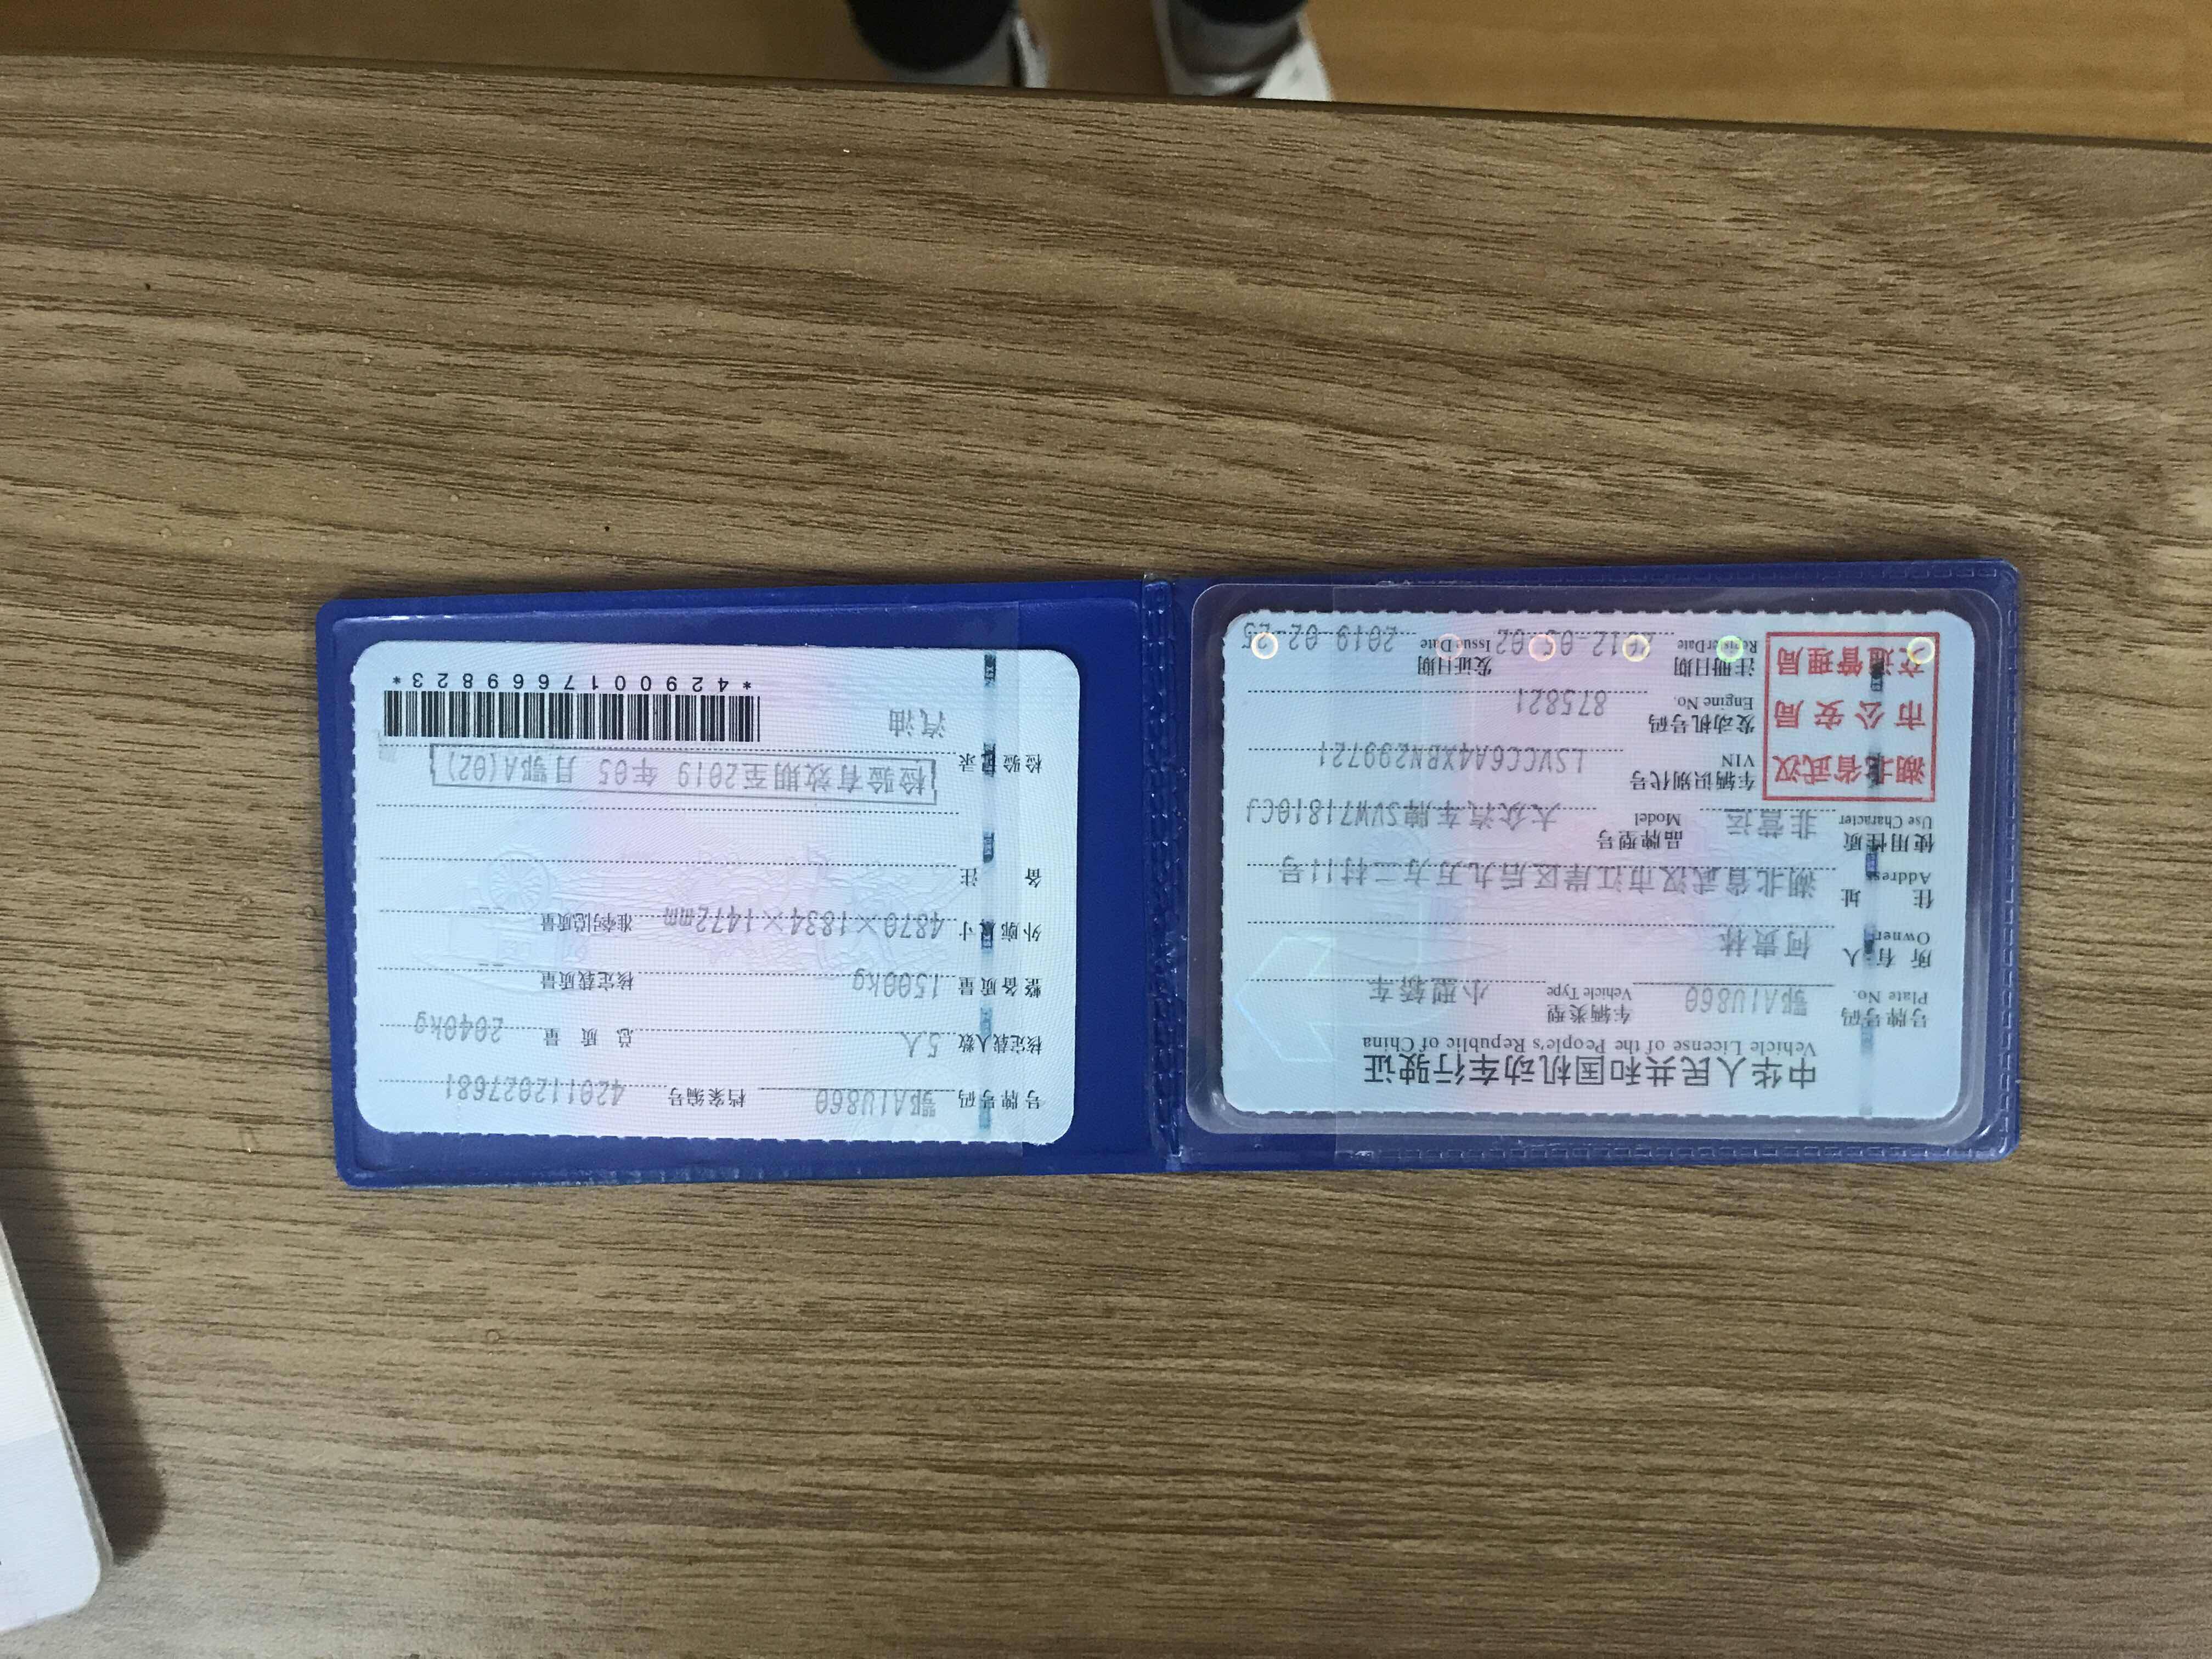 中华人民共和国机动车行驶证
Vehicle License of the People's Republic of China
号牌号码 鄂A1U860 车辆类型 小型轿车
Plate No. Vehicle Type
所有人 何贵林
Owner
住址 湖北省武汉市江岸区后九万方二村11号
Address
使用性质 非营运 品牌型号 大众汽车牌SVW71810CJ
Use Character Model
湖北省武汉
市公安局
交通管理局
车辆识别代号 LSVCC6A4XBN299721
VIN
发动机号码 875821
Engine No.
注册日期 2012-05-02 发证日期 2019-02-25
Register Date Issue Date
号牌号码 鄂A1U860 档案编号 420112027681
核定载人数 5人 总质量 2040kg
整备质量 1500kg 核定载质量 --
外廓尺寸 4870×1834×1472mm 准牵引总质量 --
备注
检验记录 检验有效期至2019年05月鄂A(02)
汽油
*4290017669823*